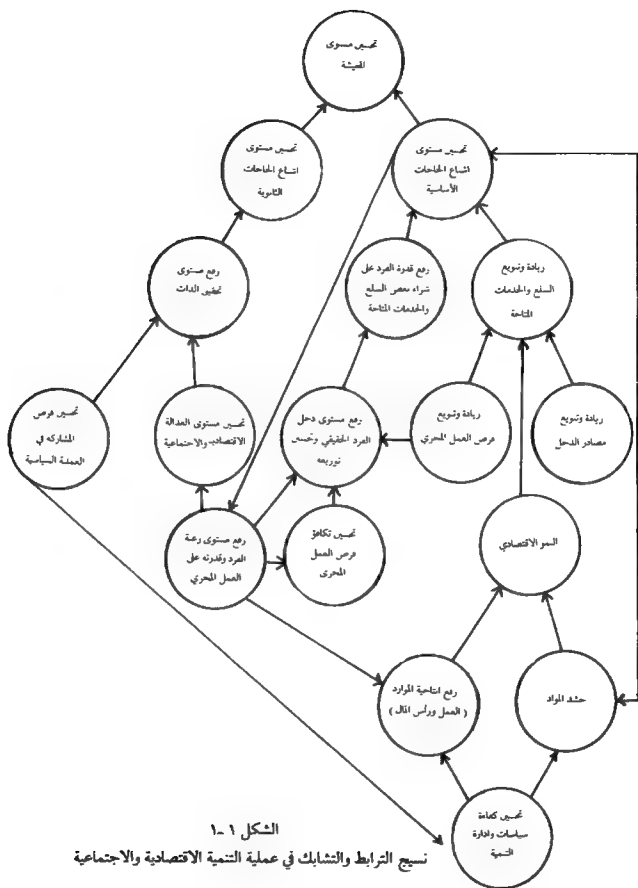 تحسين مستوى
المعيشة
تحسين مستوى
اشباع الحاجات
الثانوية
تحسين مستوى
اشباع الحاجات
الأساسية
رفع مستوى
تحقيق الذات
رفع قدرة الفرد على
شراء بعض السلع
والخدمات المتاحة
زيادة وتنويع
السلع والخدمات
المتاحة
تحسين فرص
المشاركة في
العملية السياسية
تحسين مستوى العدالة
الاقتصادية والاجتماعية
رفع مستوى دخل
الفرد الحقيقي وتحسين
توزيعه
زيادة وتنويع
فرص العمل المجزي
زيادة وتنويع
مصادر الدخل
رفع مستوى رغبة
الفرد وقدرته على
العمل المجزي
تحسين تكافؤ
فرص العمل
المجزى
النمو الاقتصادي
رفع انتاجية الموارد
( العمل ورأس المال )
حشد المواد
تحسين كفاءة
سياسات وادارة
التنمية
الشكل ١ -١
نسيج الترابط والتشابك في عملية التنمية الاقتصادية والاجتماعية